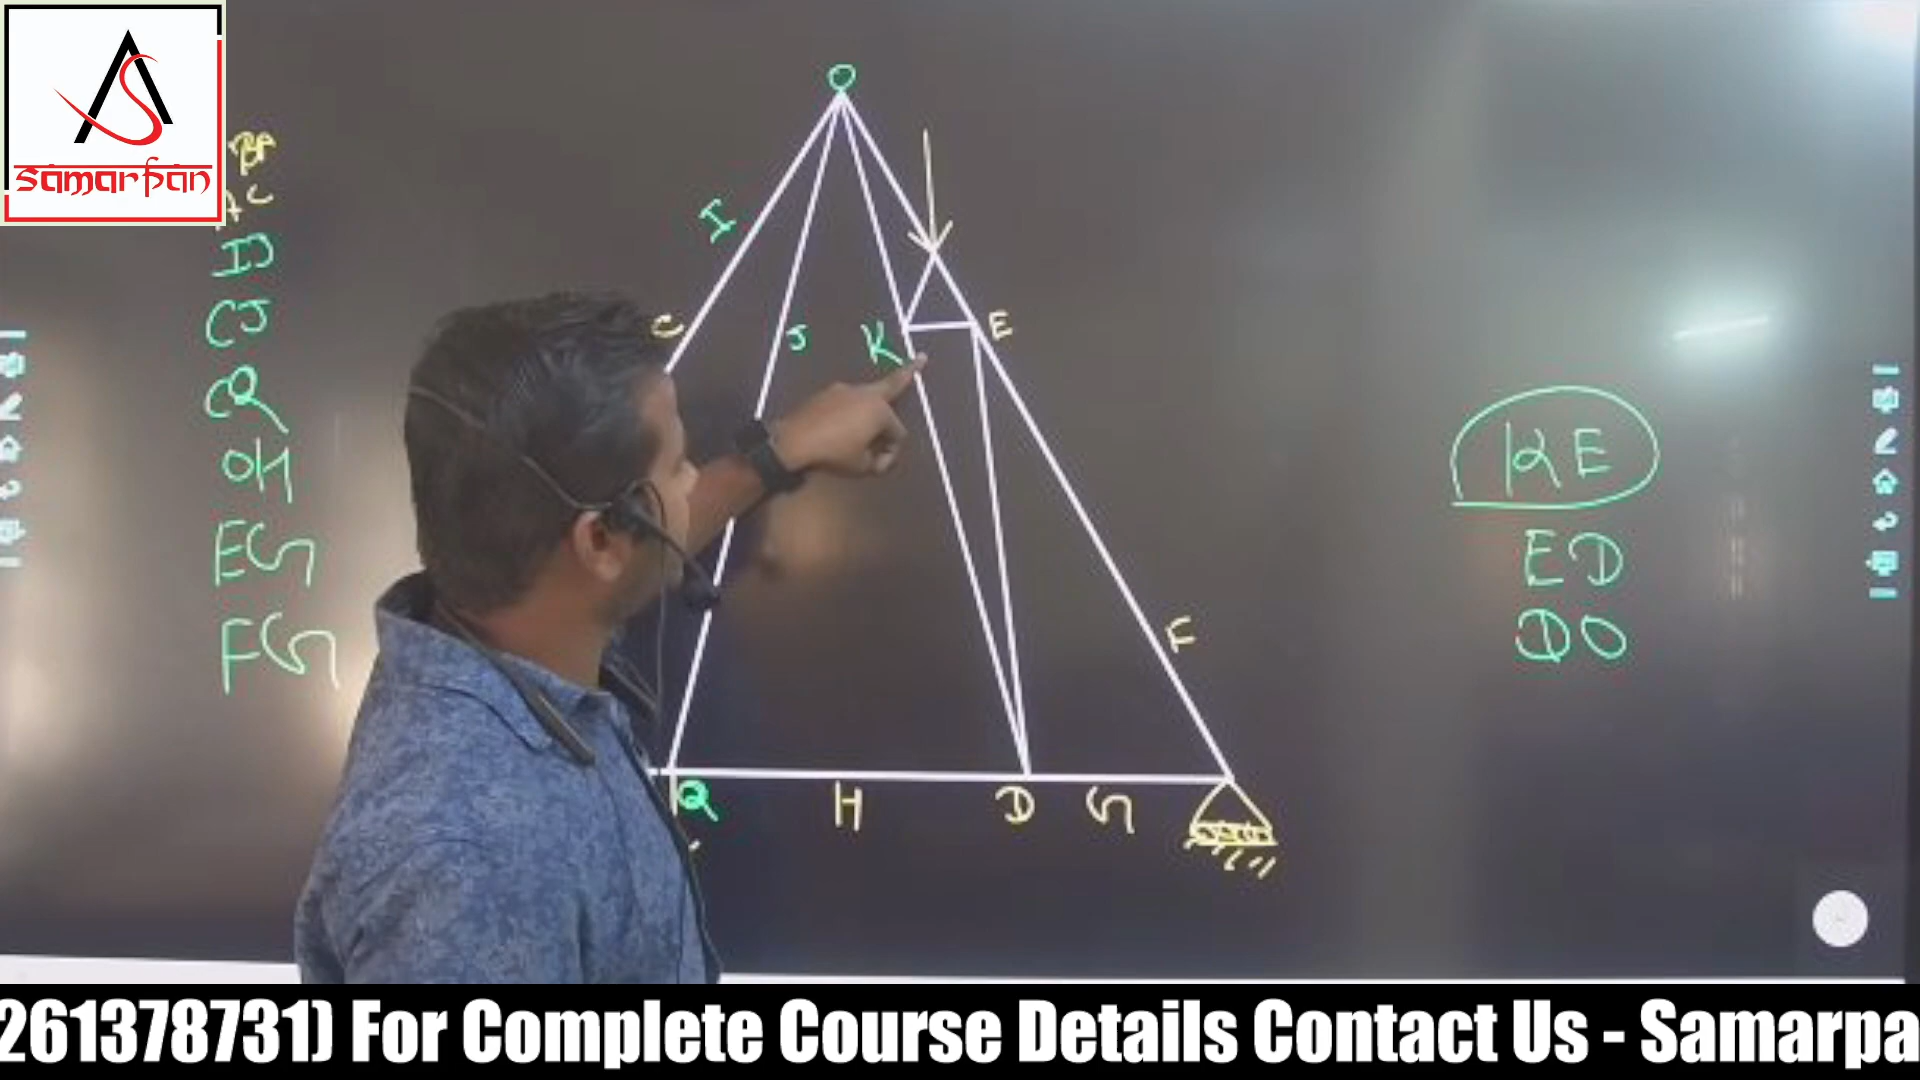 samarpan
BA
AC
IJ
CJ
CQ
OH
EG
FG
O
I
C
J
K
E
F
Q
H
D
G
KE
ED
DO
261378731) For Complete Course Details Contact Us - Samarpa